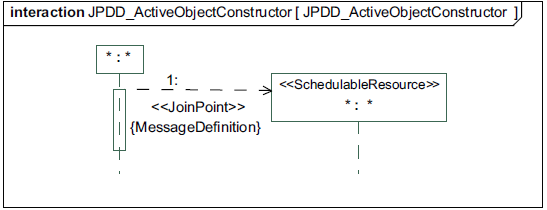 interaction JPDD_ActiveObjectConstructor [ JPDD_ActiveObjectConstructor ]
* : *
1:
<<SchedulableResource>>
* : *
<<JoinPoint>>
{MessageDefinition}